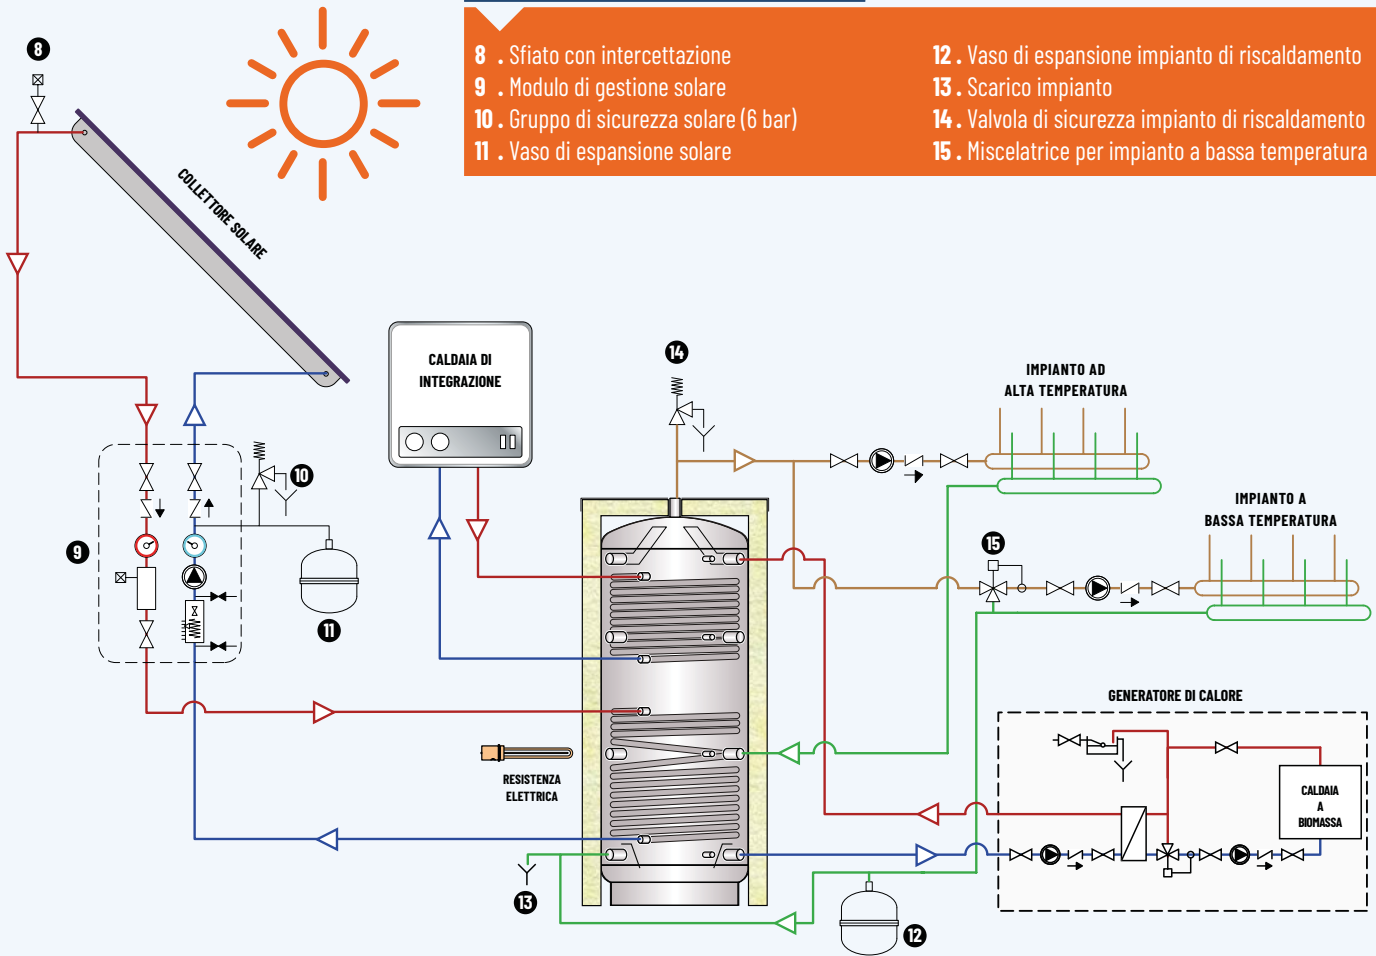 8 . Sfiato con intercettazione
9 . Modulo di gestione solare
10 . Gruppo di sicurezza solare (6 bar)
11 . Vaso di espansione solare
12 . Vaso di espansione impianto di riscaldamento
13 . Scarico impianto
14 . Valvola di sicurezza impianto di riscaldamento
15 . Miscelatrice per impianto a bassa temperatura
8
COLLETTORE SOLARE
CALDAIA DI
INTEGRAZIONE
14
IMPIANTO AD
ALTA TEMPERATURA
10
IMPIANTO A
BASSA TEMPERATURA
9
15
11
GENERATORE DI CALORE
RESISTENZA
ELETTRICA
CALDAIA
A
BIOMASSA
13
12